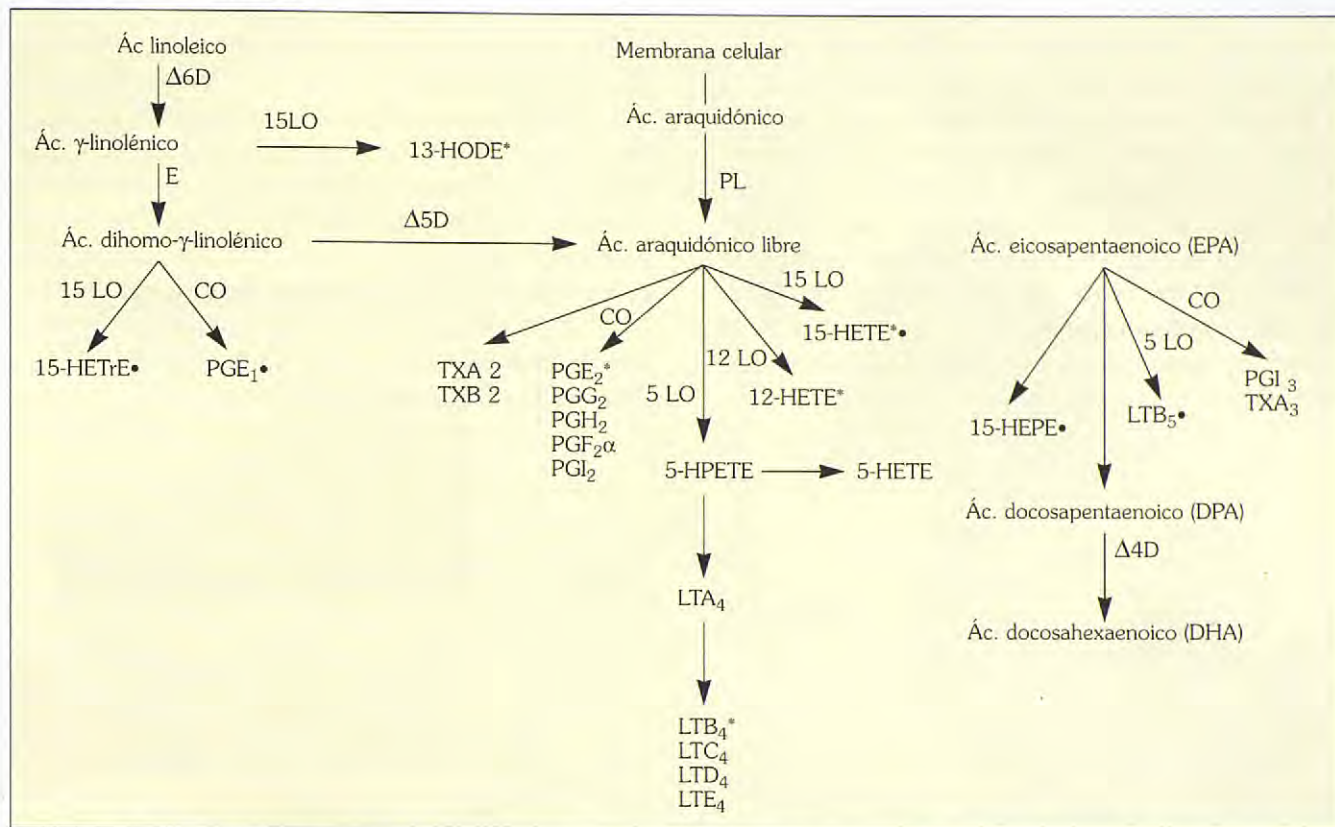 Ác linoleico
Δ6D
Ác. γ-linolénico
15LO
13-HODE*
E
Ác. dihomo-γ-linolénico
Δ5D
15 LO
CO
15-HETrE•
PGE₁•
Membrana celular
Ác. araquidónico
PL
Ác. araquidónico libre
CO
5 LO
12 LO
15 LO
TXA 2
TXB 2
PGE₂*
PGG₂
PGH₂
PGF₂α
PGI₂
12-HETE*
15-HETE*•
5-HPETE
5-HETE
LTA₄
LTB₄*
LTC₄
LTD₄
LTE₄
Ác. eicosapentaenoico (EPA)
5 LO
CO
15-HEPE•
LTB₅•
PGI ₃
TXA₃
Ác. docosapentaenoico (DPA)
Δ4D
Ác. docosahexaenoico (DHA)